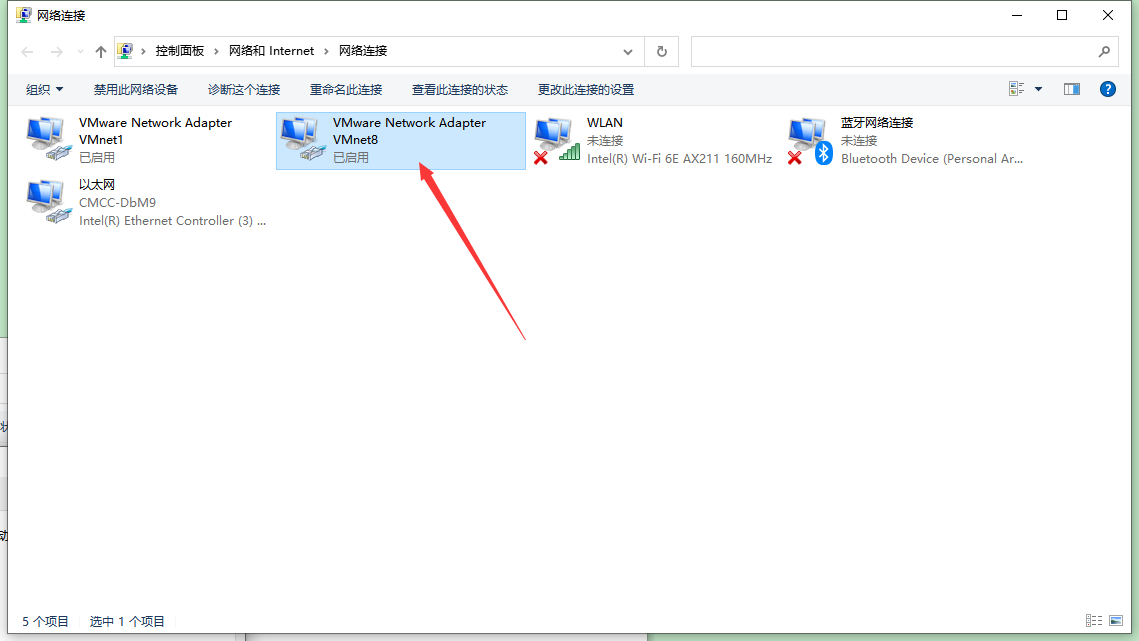 网络连接
控制面板 › 网络和 Internet › 网络连接
组织 禁用此网络设备 诊断这个连接 重命名此连接 查看此连接的状态 更改此连接的设置
VMware Network Adapter
VMnet1
已启用
VMware Network Adapter
VMnet8
已启用
WLAN
未连接
Intel(R) Wi-Fi 6E AX211 160MHz
蓝牙网络连接
未连接
Bluetooth Device (Personal Ar...
以太网
CMCC-DbM9
Intel(R) Ethernet Controller (3) ...
5 个项目 选中 1 个项目